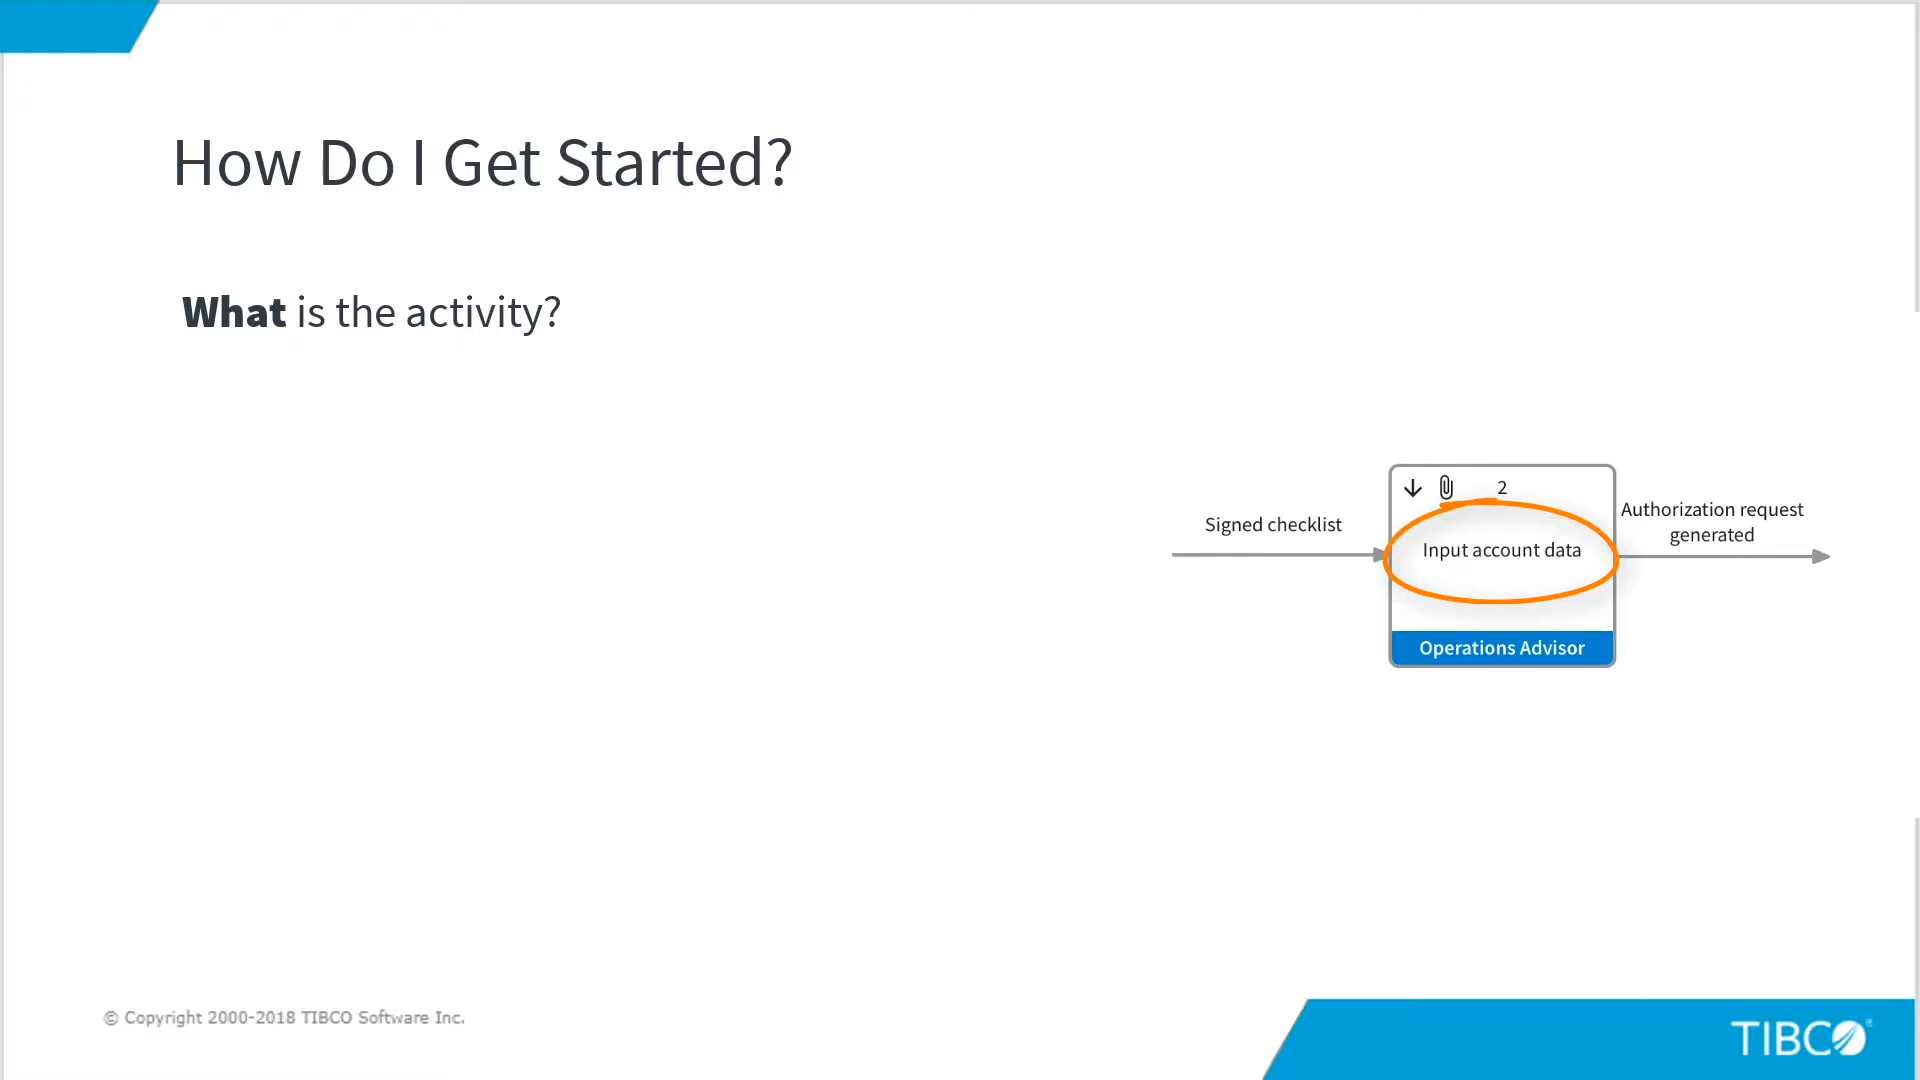 How Do I Get Started?
What is the activity?
2
Signed checklist
Input account data
Authorization request
generated
Operations Advisor
© Copyright 2000-2018 TIBCO Software Inc.
TIBCO®